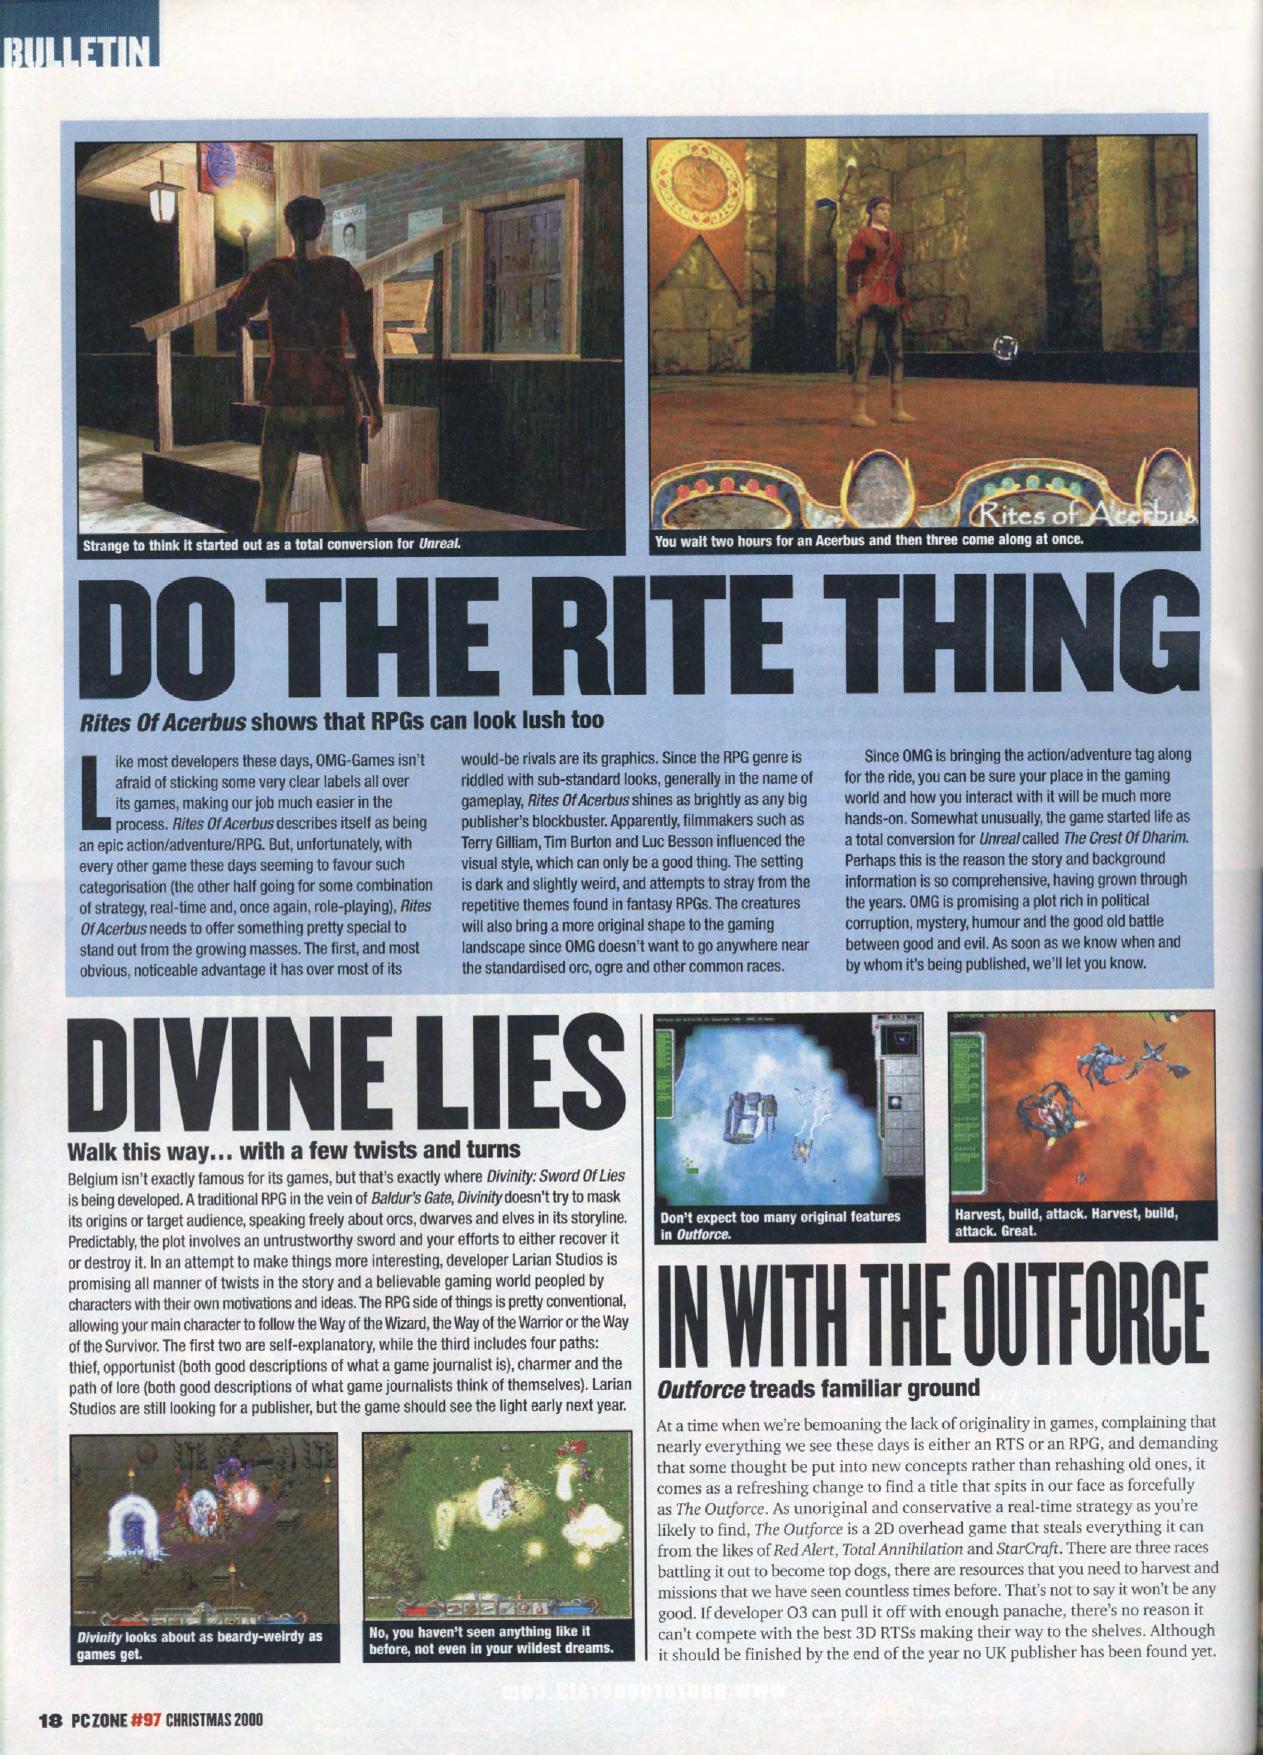 BULLETIN
Rites of Acerbus
Strange to think it started out as a total conversion for Unreal.
You wait two hours for an Acerbus and then three come along at once.
DO THE RITE THING
Rites Of Acerbus shows that RPGs can look lush too
Like most developers these days, OMG-Games isn't
afraid of sticking some very clear labels all over
its games, making our job much easier in the
process. Rites Of Acerbus describes itself as being
an epic action/adventure/RPG. But, unfortunately, with
every other game these days seeming to favour such
categorisation (the other half going for some combination
of strategy, real-time and, once again, role-playing), Rites
Of Acerbus needs to offer something pretty special to
stand out from the growing masses. The first, and most
obvious, noticeable advantage it has over most of its
would-be rivals are its graphics. Since the RPG genre is
riddled with sub-standard looks, generally in the name of
gameplay, Rites Of Acerbus shines as brightly as any big
publisher's blockbuster. Apparently, filmmakers such as
Terry Gilliam, Tim Burton and Luc Besson influenced the
visual style, which can only be a good thing. The setting
is dark and slightly weird, and attempts to stray from the
repetitive themes found in fantasy RPGs. The creatures
will also bring a more original shape to the gaming
landscape since OMG doesn't want to go anywhere near
the standardised orc, ogre and other common races.
Since OMG is bringing the action/adventure tag along
for the ride, you can be sure your place in the gaming
world and how you interact with it will be much more
hands-on. Somewhat unusually, the game started life as
a total conversion for Unreal called The Crest Of Dharim.
Perhaps this is the reason the story and background
information is so comprehensive, having grown through
the years. OMG is promising a plot rich in political
corruption, mystery, humour and the good old battle
between good and evil. As soon as we know when and
by whom it's being published, we'll let you know.
DIVINE LIES
Walk this way... with a few twists and turns
Belgium isn't exactly famous for its games, but that's exactly where Divinity: Sword Of Lies
is being developed. A traditional RPG in the vein of Baldur's Gate, Divinity doesn't try to mask
its origins or target audience, speaking freely about orcs, dwarves and elves in its storyline.
Predictably, the plot involves an untrustworthy sword and your efforts to either recover it
or destroy it. In an attempt to make things more interesting, developer Larian Studios is
promising all manner of twists in the story and a believable gaming world peopled by
characters with their own motivations and ideas. The RPG side of things is pretty conventional,
allowing your main character to follow the Way of the Wizard, the Way of the Warrior or the Way
of the Survivor. The first two are self-explanatory, while the third includes four paths:
thief, opportunist (both good descriptions of what a game journalist is), charmer and the
path of lore (both good descriptions of what game journalists think of themselves). Larian
Studios are still looking for a publisher, but the game should see the light early next year.
Divinity looks about as beardy-weirdy as
games get.
No, you haven't seen anything like it
before, not even in your wildest dreams.
Don't expect too many original features
in Outforce.
Harvest, build, attack. Harvest, build,
attack. Great.
IN WITH THE OUTFORCE
Outforce treads familiar ground
At a time when we're bemoaning the lack of originality in games, complaining that
nearly everything we see these days is either an RTS or an RPG, and demanding
that some thought be put into new concepts rather than rehashing old ones, it
comes as a refreshing change to find a title that spits in our face as forcefully
as The Outforce. As unoriginal and conservative a real-time strategy as you're
likely to find, The Outforce is a 2D overhead game that steals everything it can
from the likes of Red Alert, Total Annihilation and StarCraft. There are three races
battling it out to become top dogs, there are resources that you need to harvest and
missions that we have seen countless times before. That's not to say it won't be any
good. If developer O3 can pull it off with enough panache, there's no reason it
can't compete with the best 3D RTSs making their way to the shelves. Although
it should be finished by the end of the year no UK publisher has been found yet.
18 PC ZONE #97 CHRISTMAS 2000